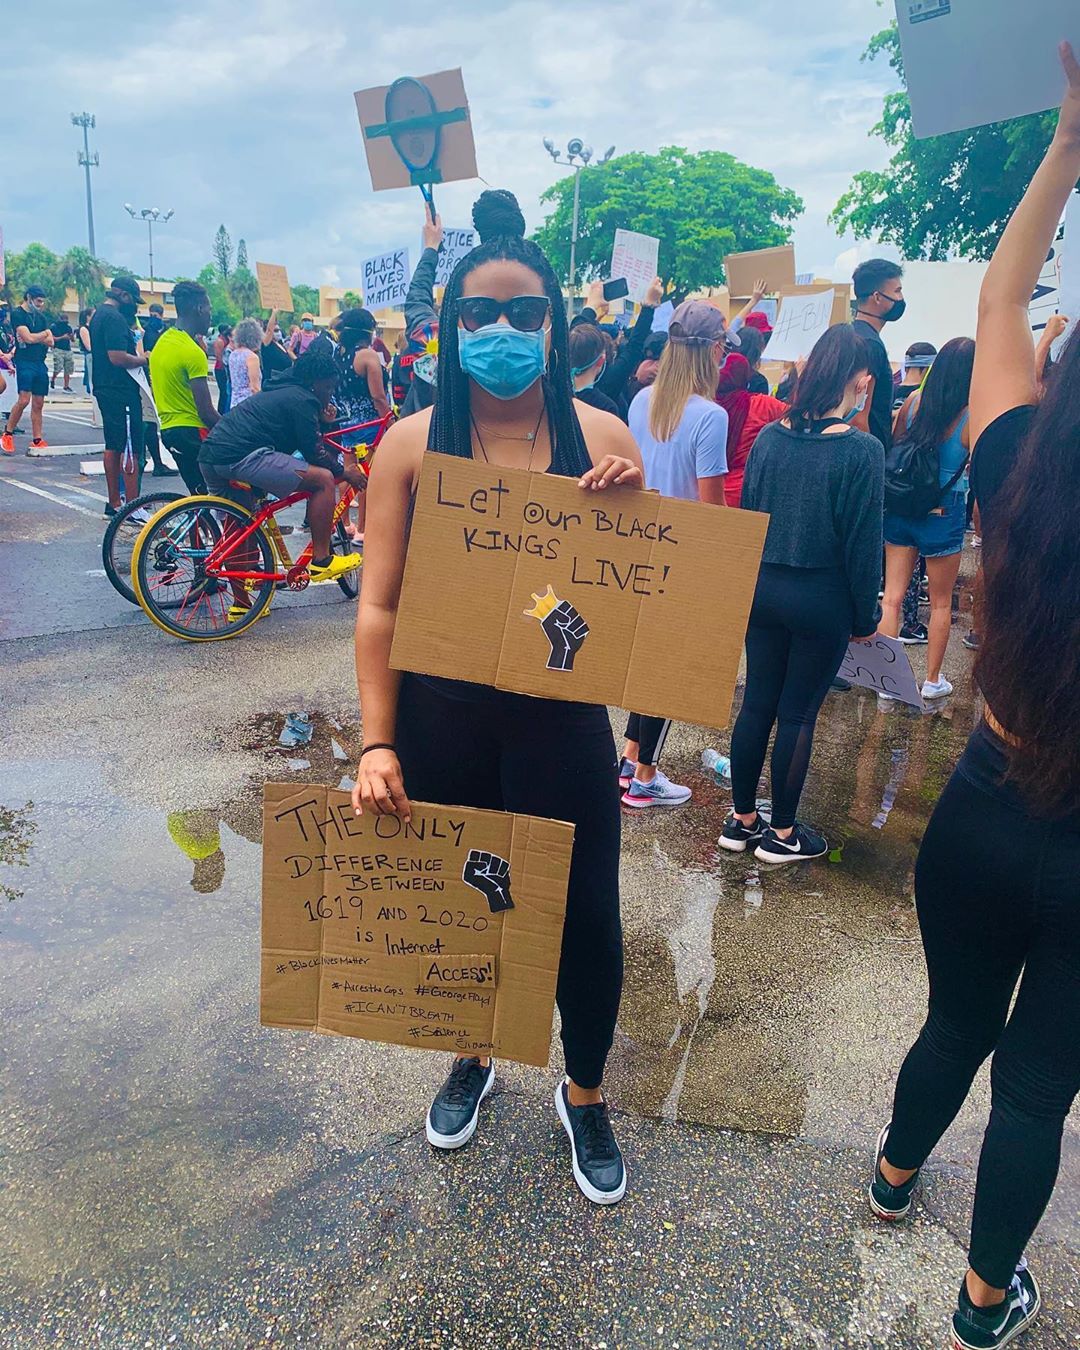 BLACK
LIVES
MATTER
#BLM
Let our BLACK
KINGS
LIVE!
THE ONLY
DIFFERENCE
BETWEEN
1619 AND 2020
is Internet
ACCESS!
#BlacklivesMatter
#ArrestheCops #GeorgeFloyd
#ICAN'T BREATH